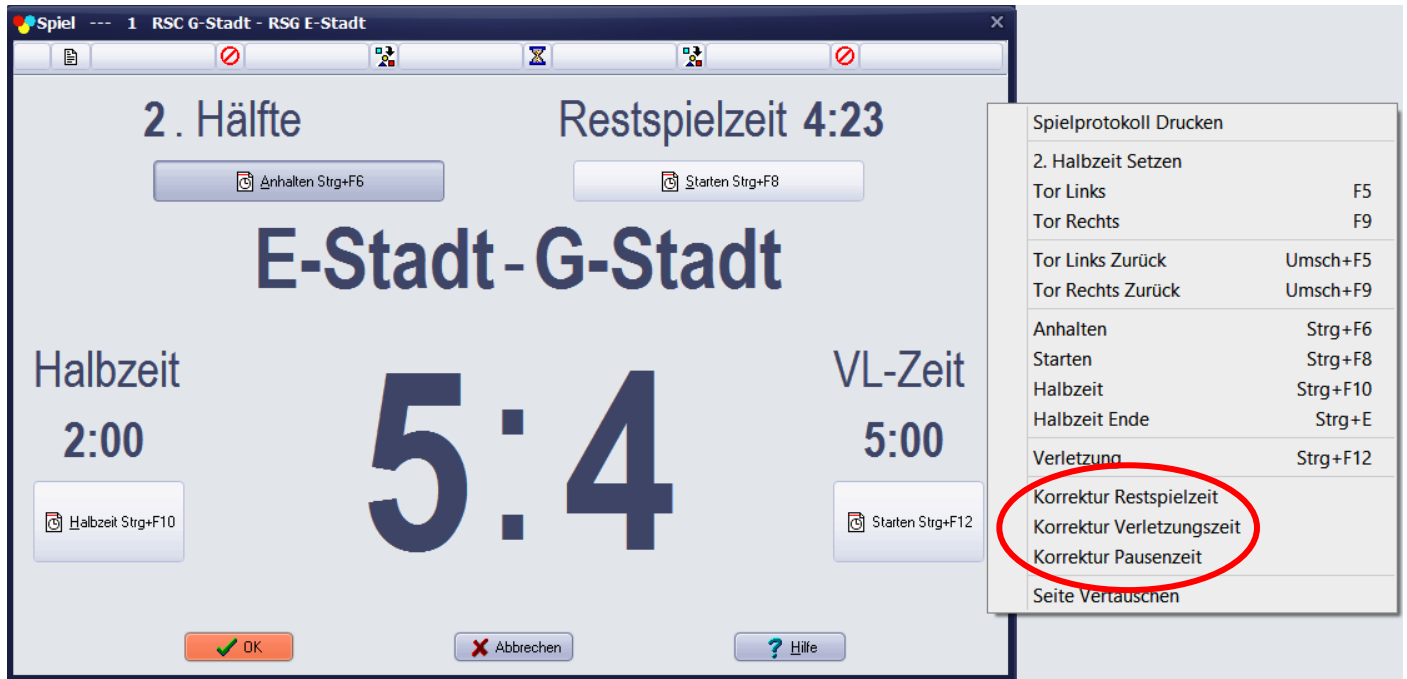 Spiel --- 1 RSC G-Stadt - RSG E-Stadt
2. Hälfte
Restspielzeit 4:23
Anhalten Strg+F6
Starten Strg+F8
E-Stadt - G-Stadt
Halbzeit
2:00
Halbzeit Strg+F10
5:4
VL-Zeit
5:00
Starten Strg+F12
OK
Abbrechen
Hilfe
Spielprotokoll Drucken
2. Halbzeit Setzen
Tor Links F5
Tor Rechts F9
Tor Links Zurück Umsch+F5
Tor Rechts Zurück Umsch+F9
Anhalten Strg+F6
Starten Strg+F8
Halbzeit Strg+F10
Halbzeit Ende Strg+E
Verletzung Strg+F12
Korrektur Restspielzeit
Korrektur Verletzungszeit
Korrektur Pausenzeit
Seite Vertauschen